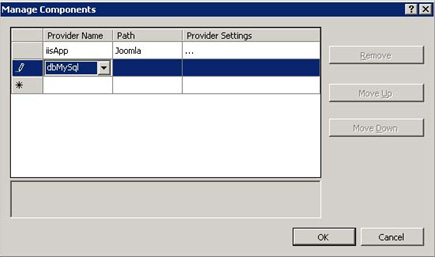 Manage Components
Provider Name Path Provider Settings
iisApp Joomla ...
dbMySql
Remove
Move Up
Move Down
OK Cancel